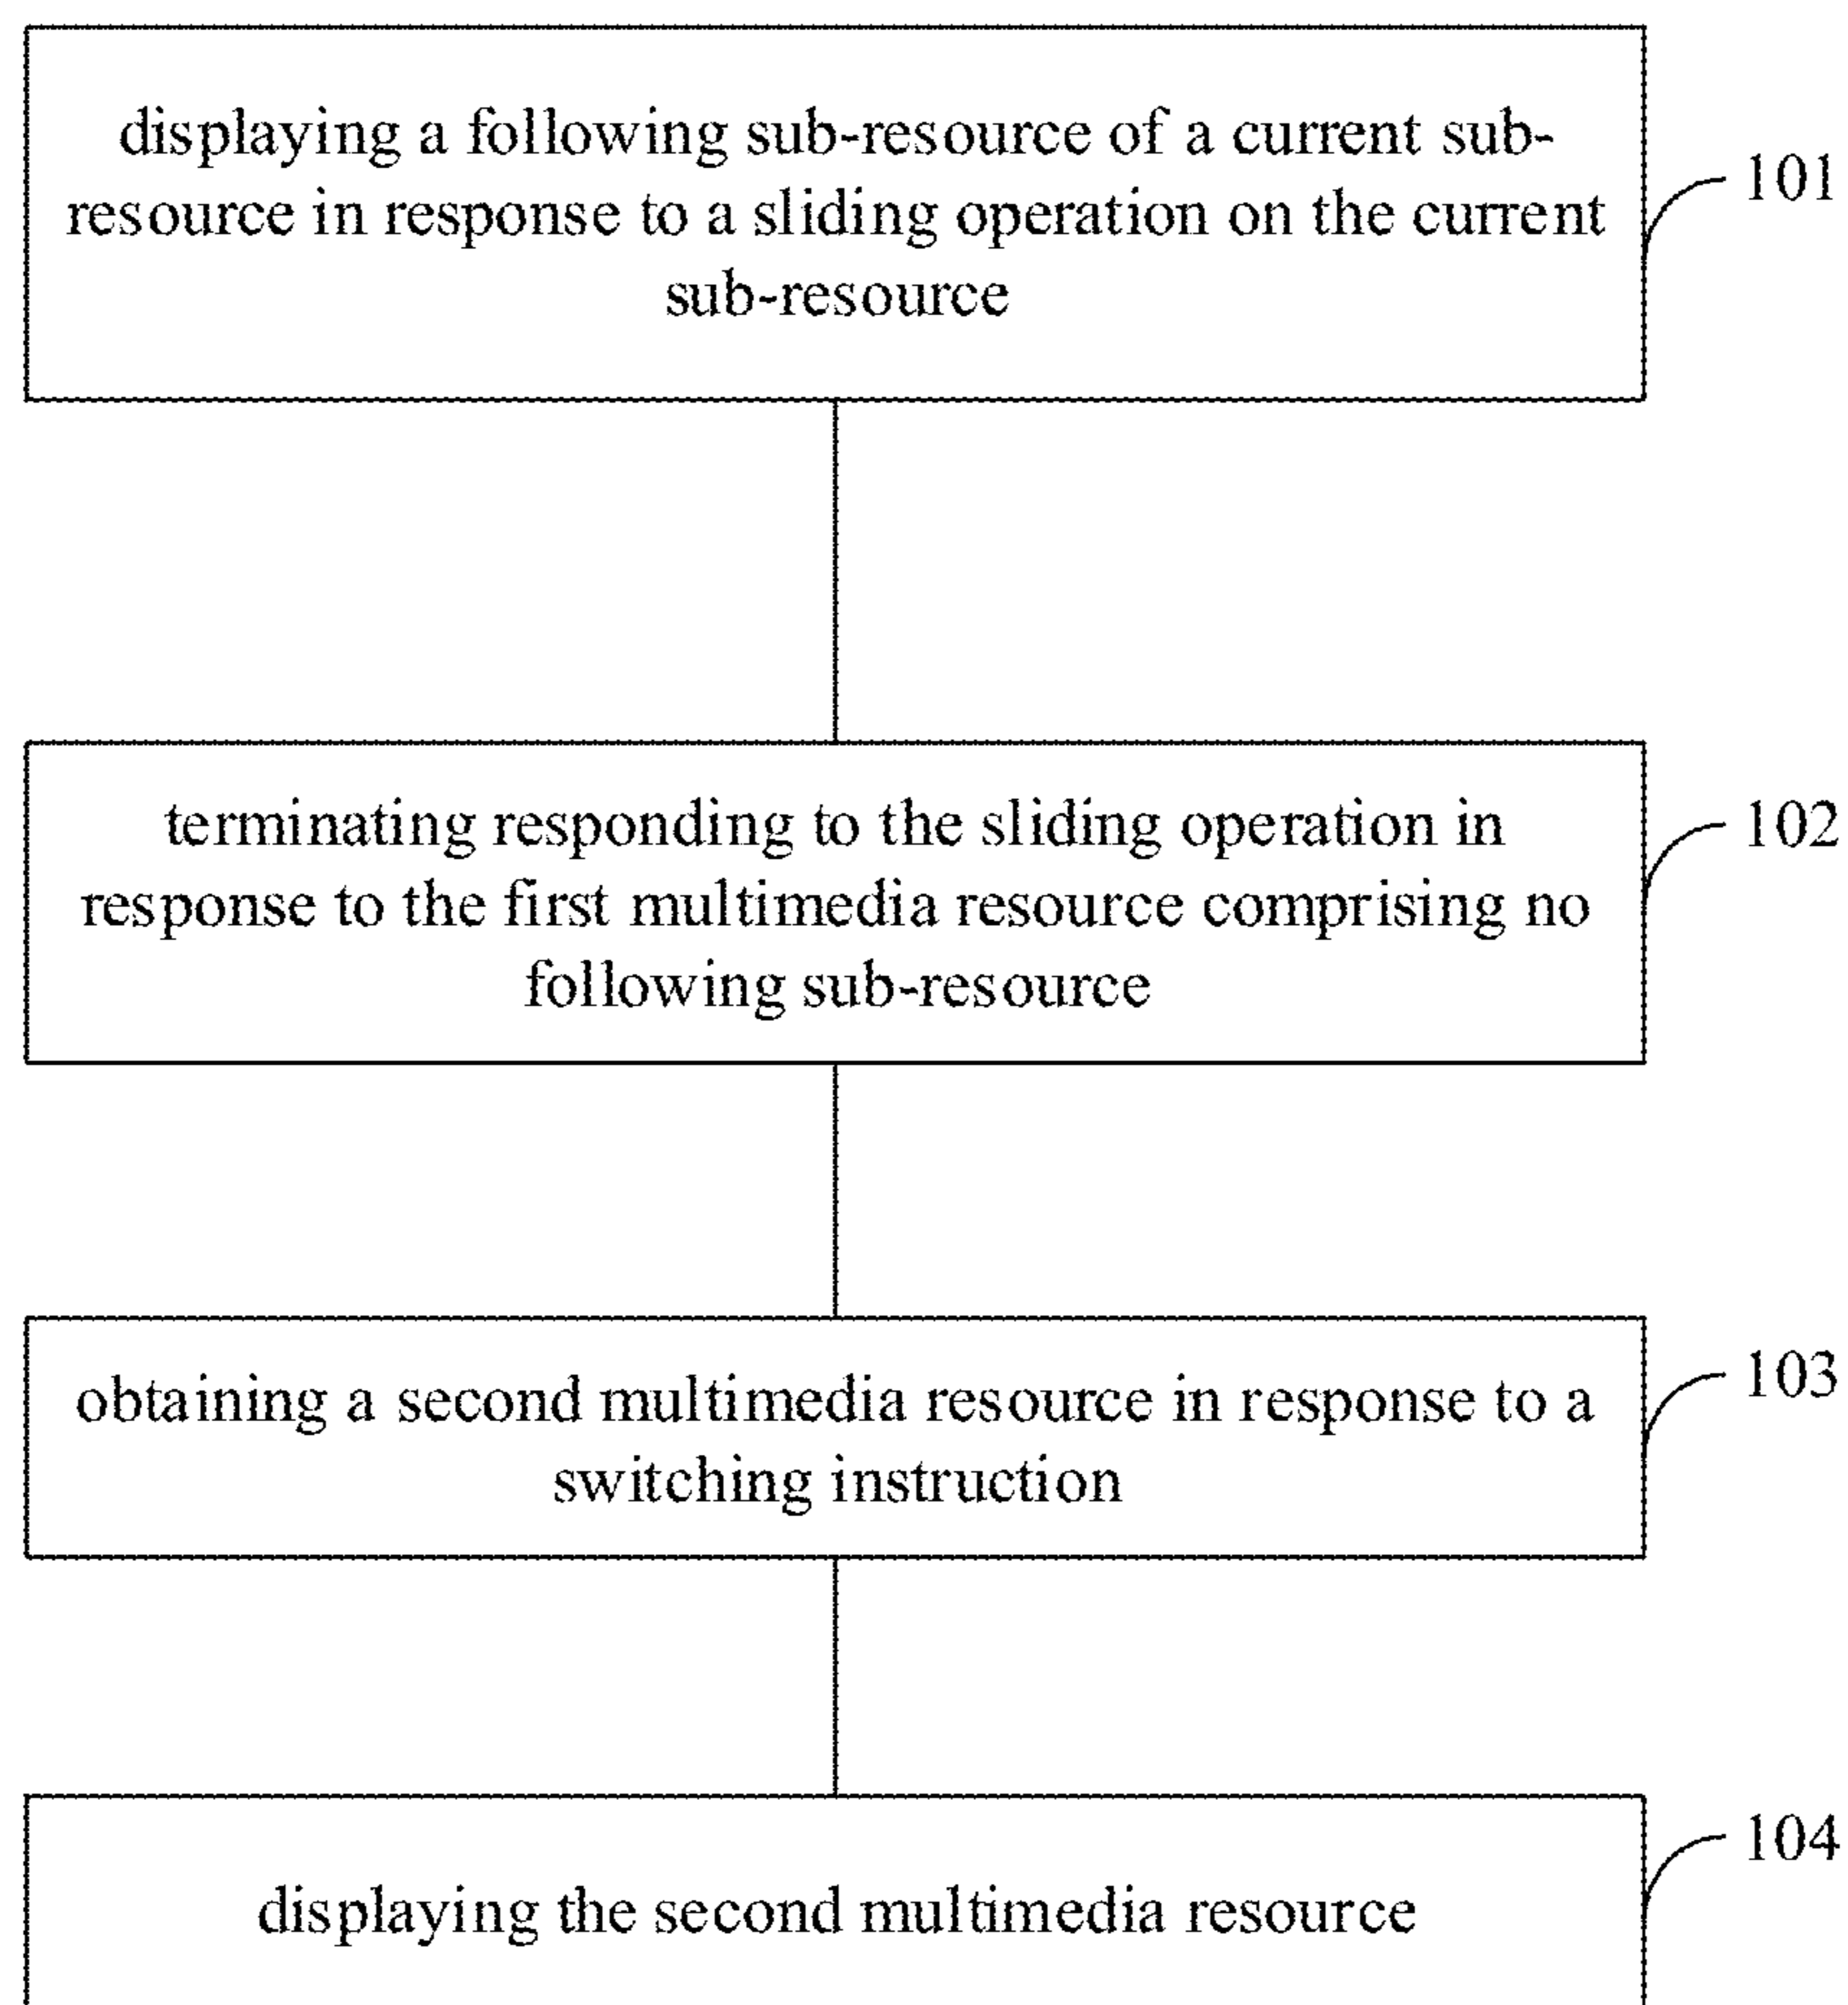 displaying a following sub-resource of a current sub-
resource in response to a sliding operation on the current
sub-resource
101
terminating responding to the sliding operation in
response to the first multimedia resource comprising no
following sub-resource
102
obtaining a second multimedia resource in response to a
switching instruction
103
displaying the second multimedia resource
104